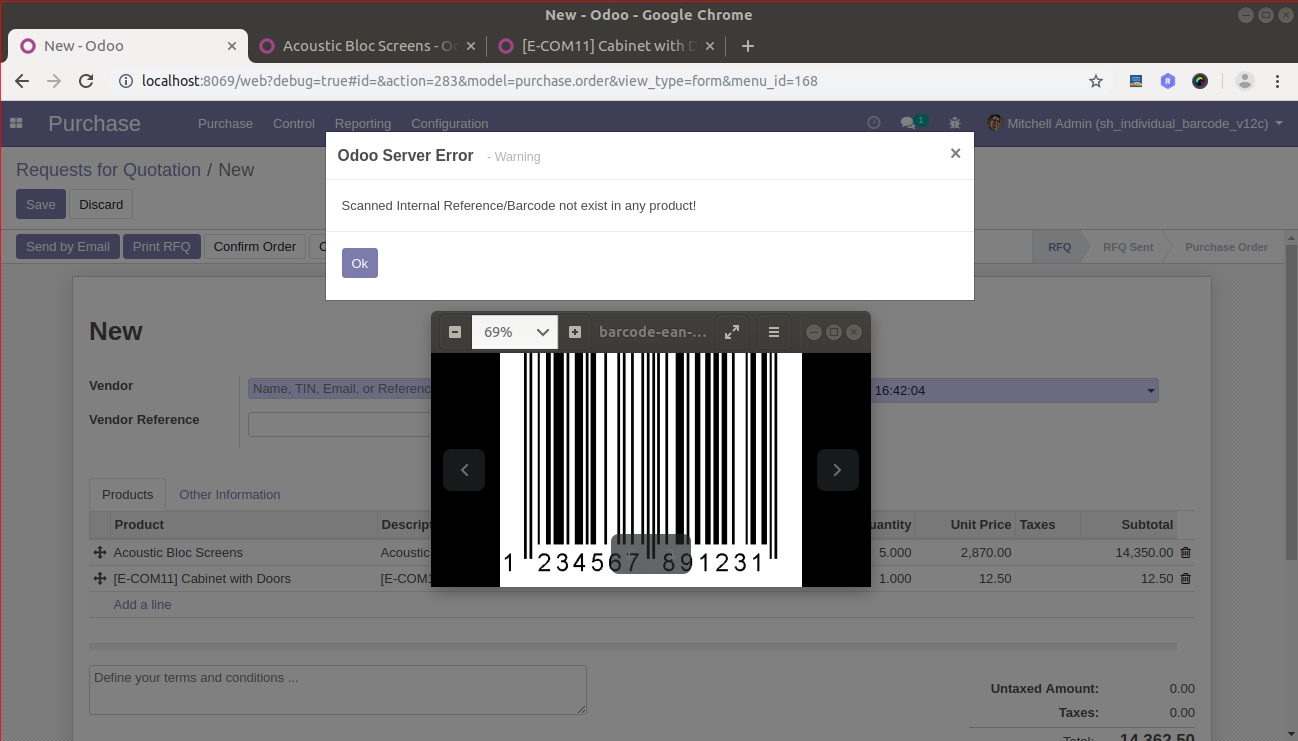 New - Odoo - Google Chrome
New - Odoo
Acoustic Bloc Screens - O
[E-COM11] Cabinet with D
localhost:8069/web?debug=true#id=&action=283&model=purchase.order&view_type=form&menu_id=168
Purchase Purchase Control Reporting Configuration 1 Mitchell Admin (sh_individual_barcode_v12c)
Odoo Server Error - Warning
Scanned Internal Reference/Barcode not exist in any product!
Ok
Requests for Quotation / New
Save Discard
Send by Email Print RFQ Confirm Order C RFQ RFQ Sent Purchase Order
New
69% barcode-ean-...
Vendor Name, TIN, Email, or Referenc 16:42:04
Vendor Reference
1 234567 891231
Products Other Information
Product Descrip uantity Unit Price Taxes Subtotal
Acoustic Bloc Screens Acoustic 5.000 2,870.00 14,350.00
[E-COM11] Cabinet with Doors [E-COM1 1.000 12.50 12.50
Add a line
Define your terms and conditions ...
Untaxed Amount: 0.00
Taxes: 0.00
Total: 14,362.50